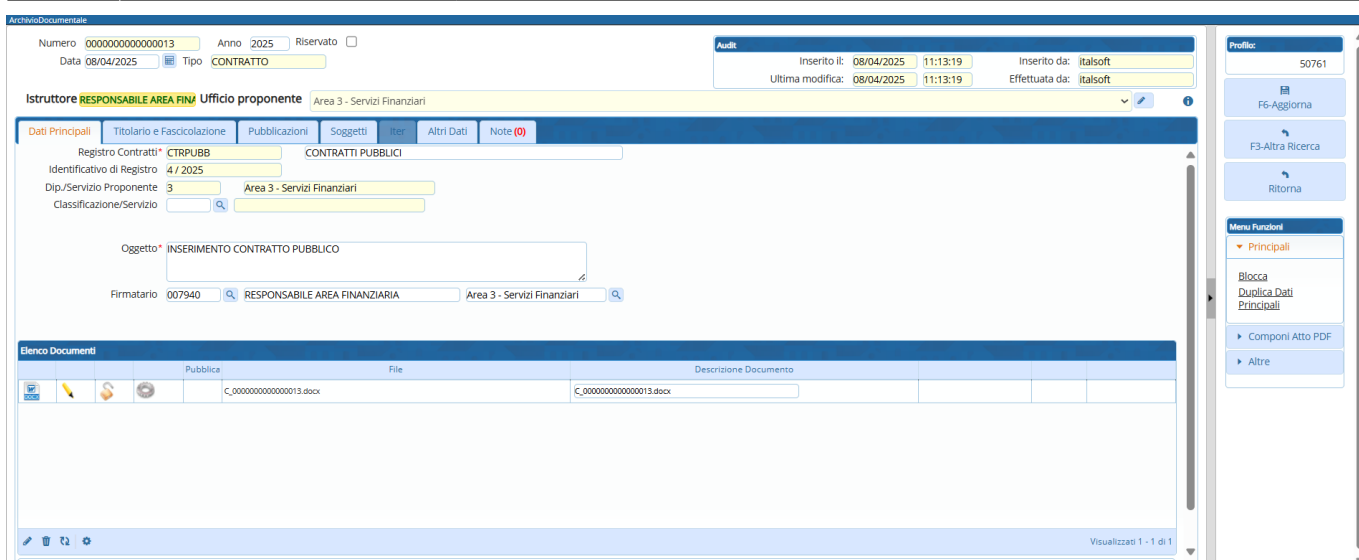 ArchivioDocumentale
Numero 0000000000000013 Anno 2025 Riservato
Data 08/04/2025 Tipo CONTRATTO
Audit
Inserito il: 08/04/2025 11:13:19 Inserito da: italsoft
Ultima modifica: 08/04/2025 11:13:19 Effettuata da: italsoft
Istruttore RESPONSABILE AREA FINA Ufficio proponente Area 3 - Servizi Finanziari
Dati Principali Titolario e Fascicolazione Pubblicazioni Soggetti Iter Altri Dati Note (0)
Registro Contratti* CTRPUBB CONTRATTI PUBBLICI
Identificativo di Registro 4 / 2025
Dip./Servizio Proponente 3 Area 3 - Servizi Finanziari
Classificazione/Servizio
Oggetto* INSERIMENTO CONTRATTO PUBBLICO
Firmatario 007940 RESPONSABILE AREA FINANZIARIA Area 3 - Servizi Finanziari
Elenco Documenti
Pubblica File Descrizione Documento
DOCX C_0000000000000013.docx C_0000000000000013.docx
Visualizzati 1 - 1 di 1
Profilo:
50761
F6-Aggiorna
F3-Altra Ricerca
Ritorna
Menu Funzioni
Principali
Blocca
Duplica Dati
Principali
Componi Atto PDF
Altre